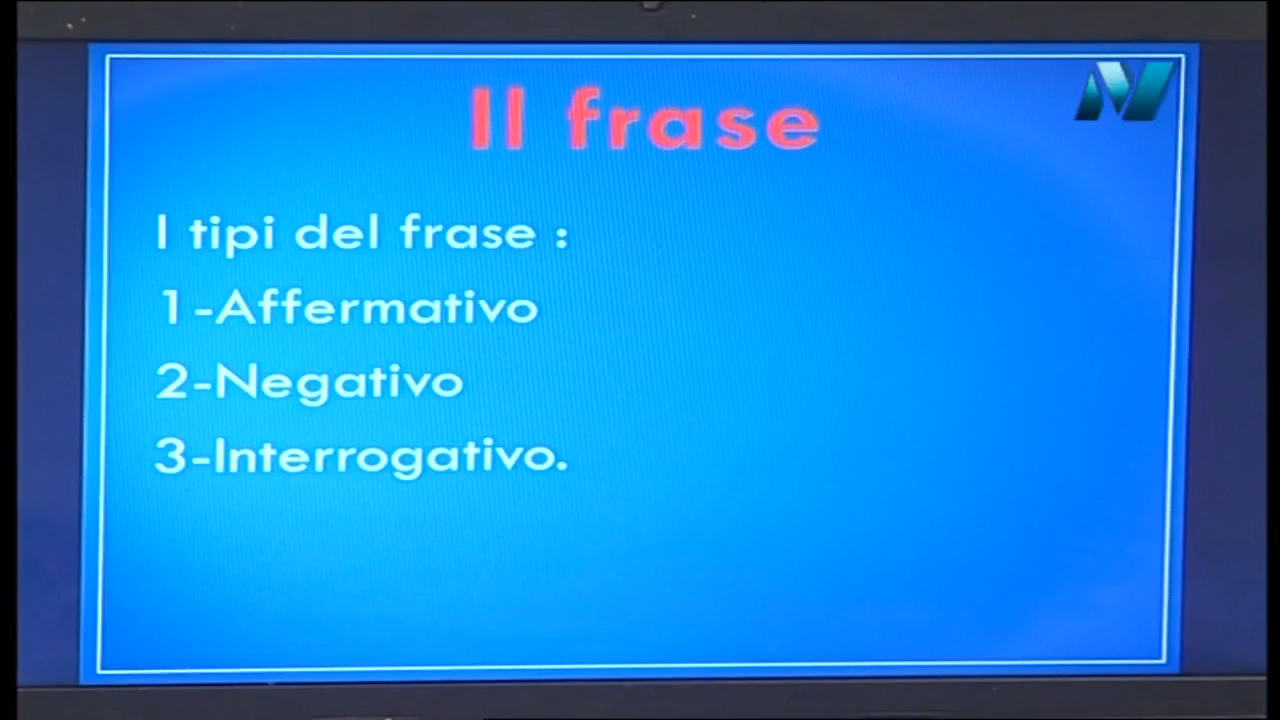 Il frase
I tipi del frase :
1-Affermativo
2-Negativo
3-Interrogativo.